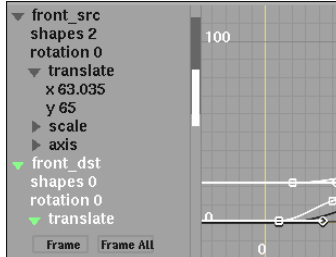 front_src
shapes 2
rotation 0
translate
x 63.035
y 65
scale
axis
front_dst
shapes 0
rotation 0
translate
Frame Frame All
100
0
0